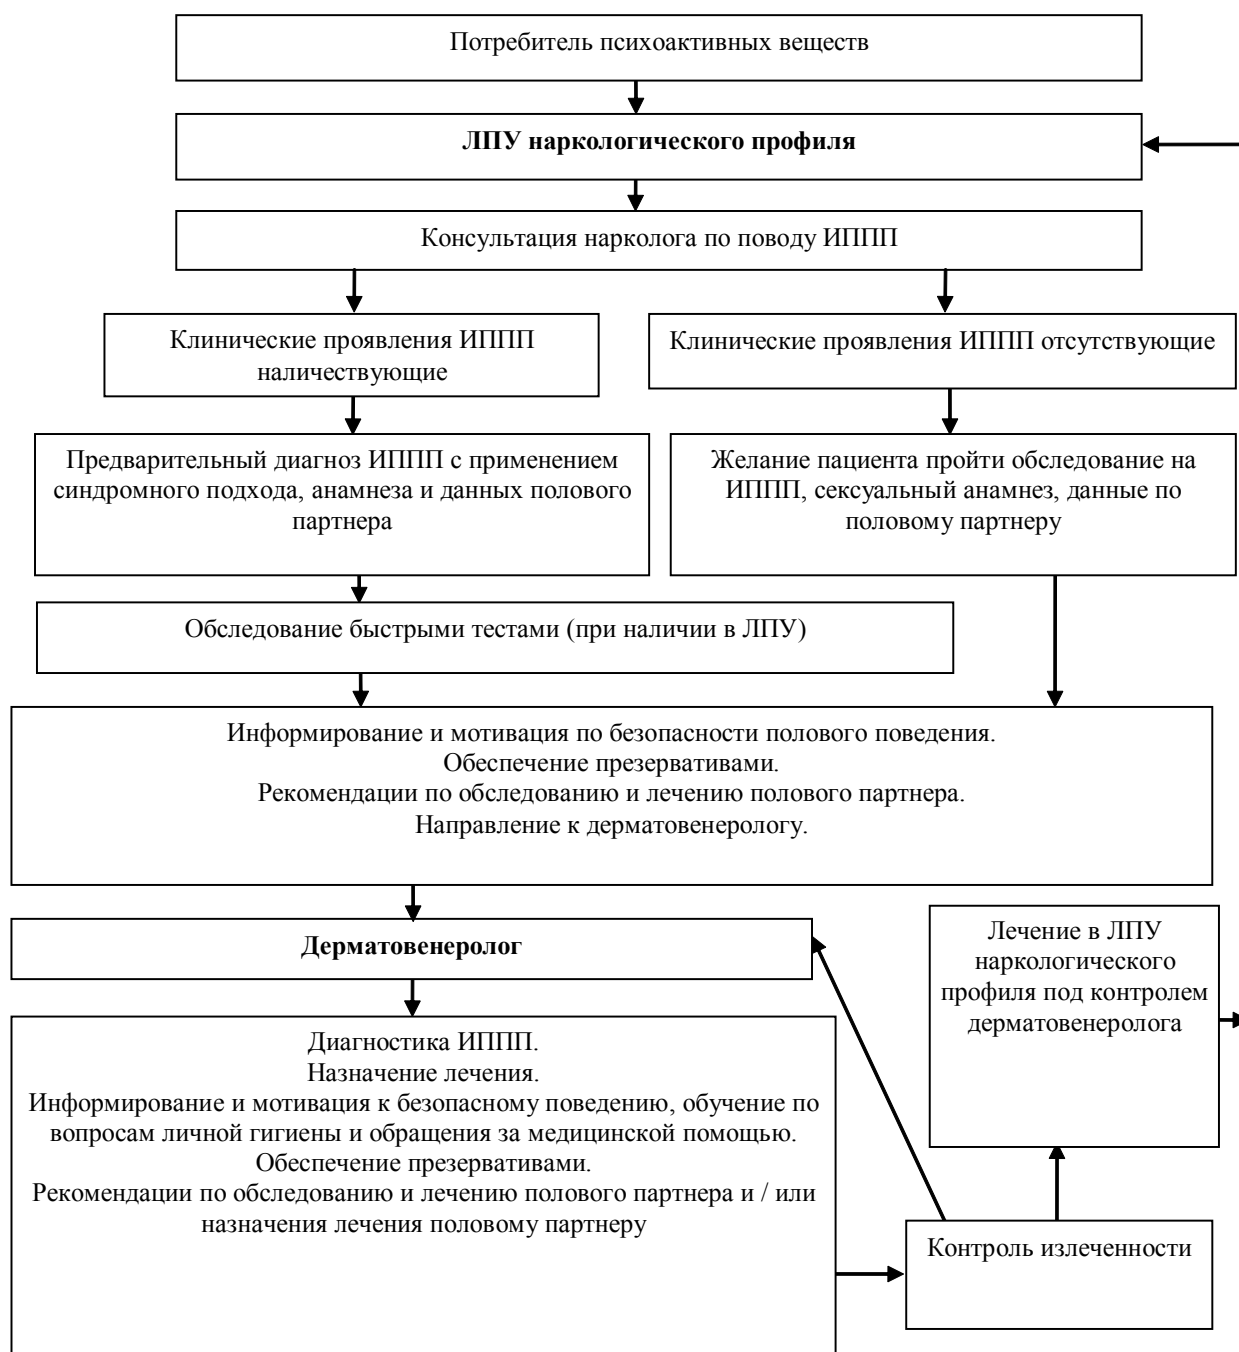 Потребитель психоактивных веществ
ЛПУ наркологического профиля
Консультация нарколога по поводу ИППП
Клинические проявления ИППП
наличествующие
Клинические проявления ИППП отсутствующие
Предварительный диагноз ИППП с применением
синдромного подхода, анамнеза и данных полового
партнера
Желание пациента пройти обследование на
ИППП, сексуальный анамнез, данные по
половому партнеру
Обследование быстрыми тестами (при наличии в ЛПУ)
Информирование и мотивация по безопасности полового поведения.
Обеспечение презервативами.
Рекомендации по обследованию и лечению полового партнера.
Направление к дерматовенерологу.
Дерматовенеролог
Лечение в ЛПУ
наркологического
профиля под контролем
дерматовенеролога
Диагностика ИППП.
Назначение лечения.
Информирование и мотивация к безопасному поведению, обучение по
вопросам личной гигиены и обращения за медицинской помощью.
Обеспечение презервативами.
Рекомендации по обследованию и лечению полового партнера и / или
назначения лечения половому партнеру
Контроль излеченности